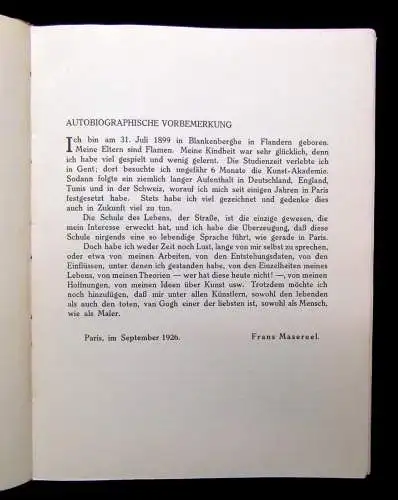 AUTOBIOGRAPHISCHE VORBEMERKUNG
Ich bin am 31. Juli 1899 in Blankenberghe in Flandern geboren.
Meine Eltern sind Flamen. Meine Kindheit war sehr glücklich, denn
ich habe viel gespielt und wenig gelernt. Die Studienzeit verlebte ich
in Gent; dort besuchte ich ungefähr 6 Monate die Kunst-Akademie.
Sodann folgte ein ziemlich langer Aufenthalt in Deutschland, England,
Tunis und in der Schweiz, worauf ich mich seit einigen Jahren in Paris
festgesetzt habe. Stets habe ich viel gezeichnet und gedenke dies
auch in Zukunft viel zu tun.
Die Schule des Lebens, der Straße, ist die einzige gewesen, die
mein Interesse erweckt hat, und ich habe die Überzeugung, daß diese
Schule nirgends eine so lebendige Sprache führt, wie gerade in Paris.
Doch habe ich weder Zeit noch Lust, lange von mir selbst zu sprechen,
oder etwa von meinen Arbeiten, von den Entstehungsdaten, von den
Einflüssen, unter denen ich gestanden habe, von den Einzelheiten meines
Lebens, von meinen Theorien — wer hat diese heute nicht! —, von meinen
Hoffnungen, von meinen Ideen über Kunst usw. Trotzdem möchte ich
noch hinzufügen, daß mir unter allen Künstlern, sowohl den lebenden
als auch den toten, van Gogh einer der liebsten ist, sowohl als Mensch,
wie als Maler.
Paris, im September 1926. Frans Masereel.